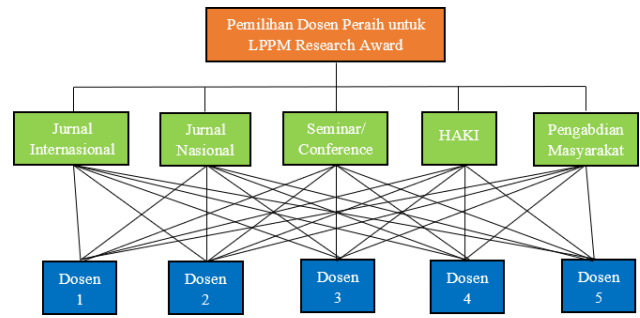 Pemilihan Dosen Peraih untuk
LPPM Research Award
Jurnal
Internasional
Jurnal
Nasional
Seminar/
Conference
HAKI
Pengabdian
Masyarakat
Dosen
1
Dosen
2
Dosen
3
Dosen
4
Dosen
5